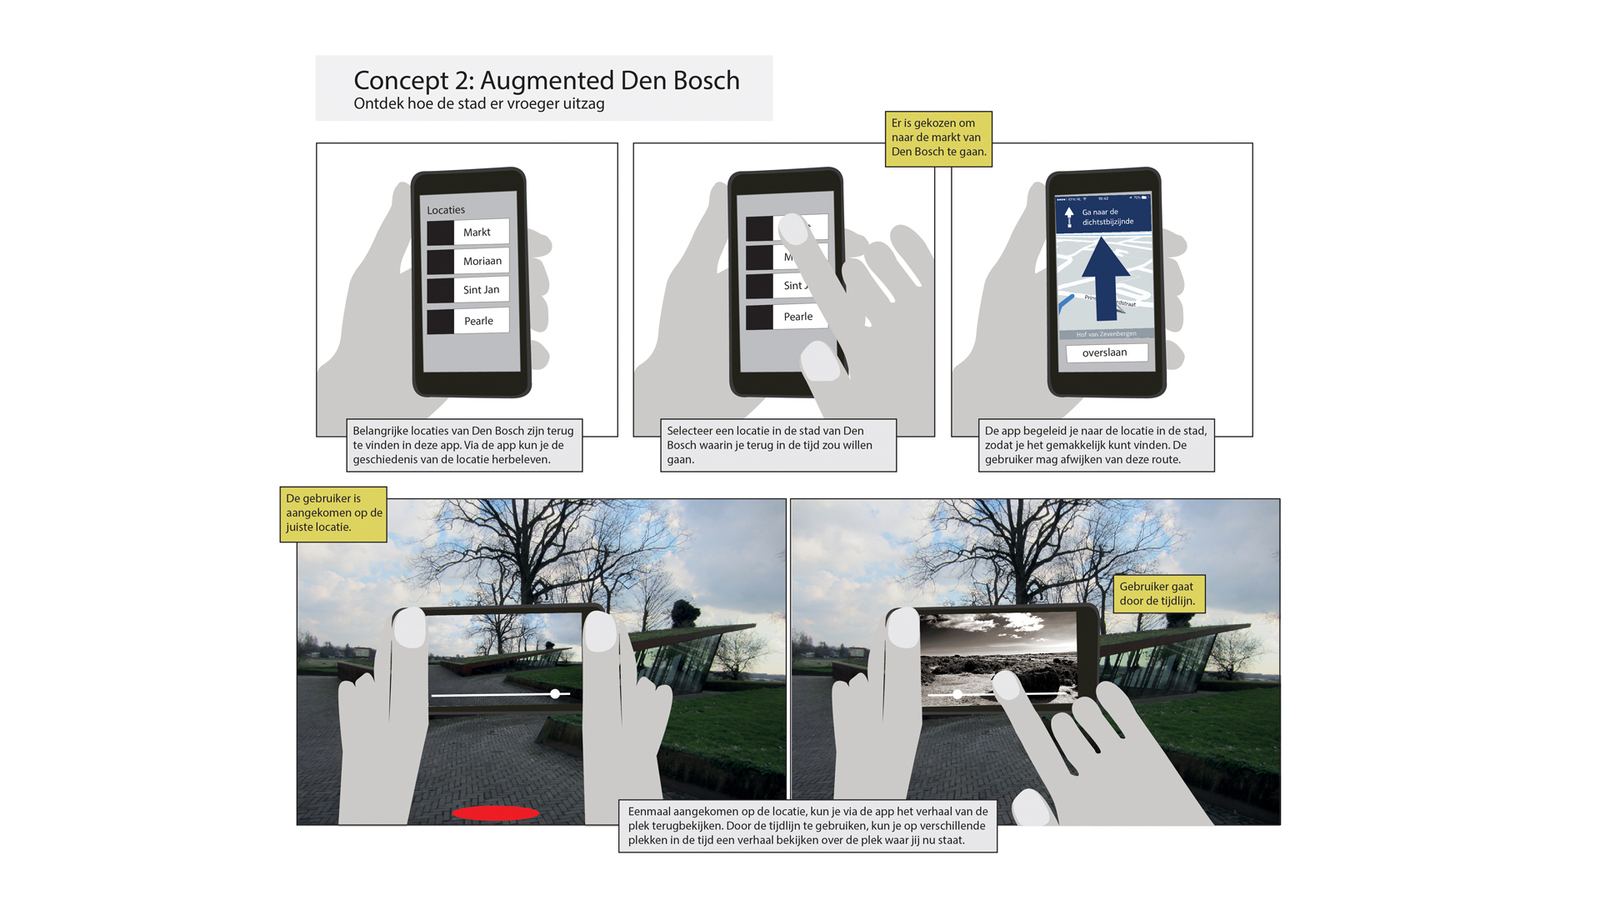 Concept 2: Augmented Den Bosch
Ontdek hoe de stad er vroeger uitzag
Er is gekozen om
naar de markt van
Den Bosch te gaan.
Locaties
Markt
Moriaan
Sint Jan
Pearle
M
Sint J
Pearle
Ga naar de
dichtstbijzijnde
Hof van Zevenbergen
overslaan
Belangrijke locaties van Den Bosch zijn terug
te vinden in deze app. Via de app kun je de
geschiedenis van de locatie herbeleven.
Selecteer een locatie in de stad van Den
Bosch waarin je terug in de tijd zou willen
gaan.
De app begeleid je naar de locatie in de stad,
zodat je het gemakkelijk kunt vinden. De
gebruiker mag afwijken van deze route.
De gebruiker is
aangekomen op de
juiste locatie.
Gebruiker gaat
door de tijdlijn.
Eenmaal aangekomen op de locatie, kun je via de app het verhaal van de
plek terugbekijken. Door de tijdlijn te gebruiken, kun je op verschillende
plekken in de tijd een verhaal bekijken over de plek waar jij nu staat.